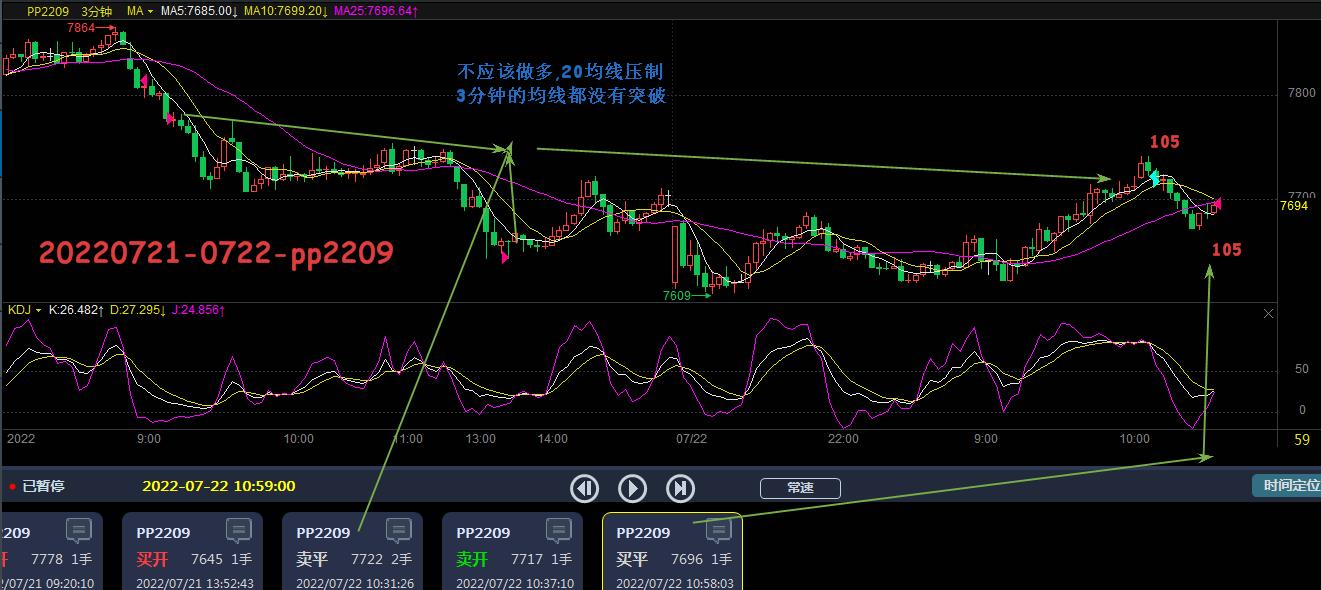 PP2209 3分钟 MA MA5:7685.00↓ MA10:7699.20↓ MA25:7696.64↑
7864
不应该做多,20均线压制
3分钟的均线都没有突破
7800
105
7700
7694
20220721-0722-pp2209
105
7609
KDJ K:26.482↑ D:27.295↓ J:24.856↑
50
0
2022 9:00 10:00 11:00 13:00 14:00 07/22 22:00 9:00 10:00 59
已暂停 2022-07-22 10:59:00 常速 时间定位
209 PP2209 PP2209 PP2209 PP2209
开 7778 1手 买开 7645 1手 卖平 7722 2手 卖开 7717 1手 买平 7696 1手
/07/21 09:20:10 2022/07/21 13:52:43 2022/07/22 10:31:26 2022/07/22 10:37:10 2022/07/22 10:58:03